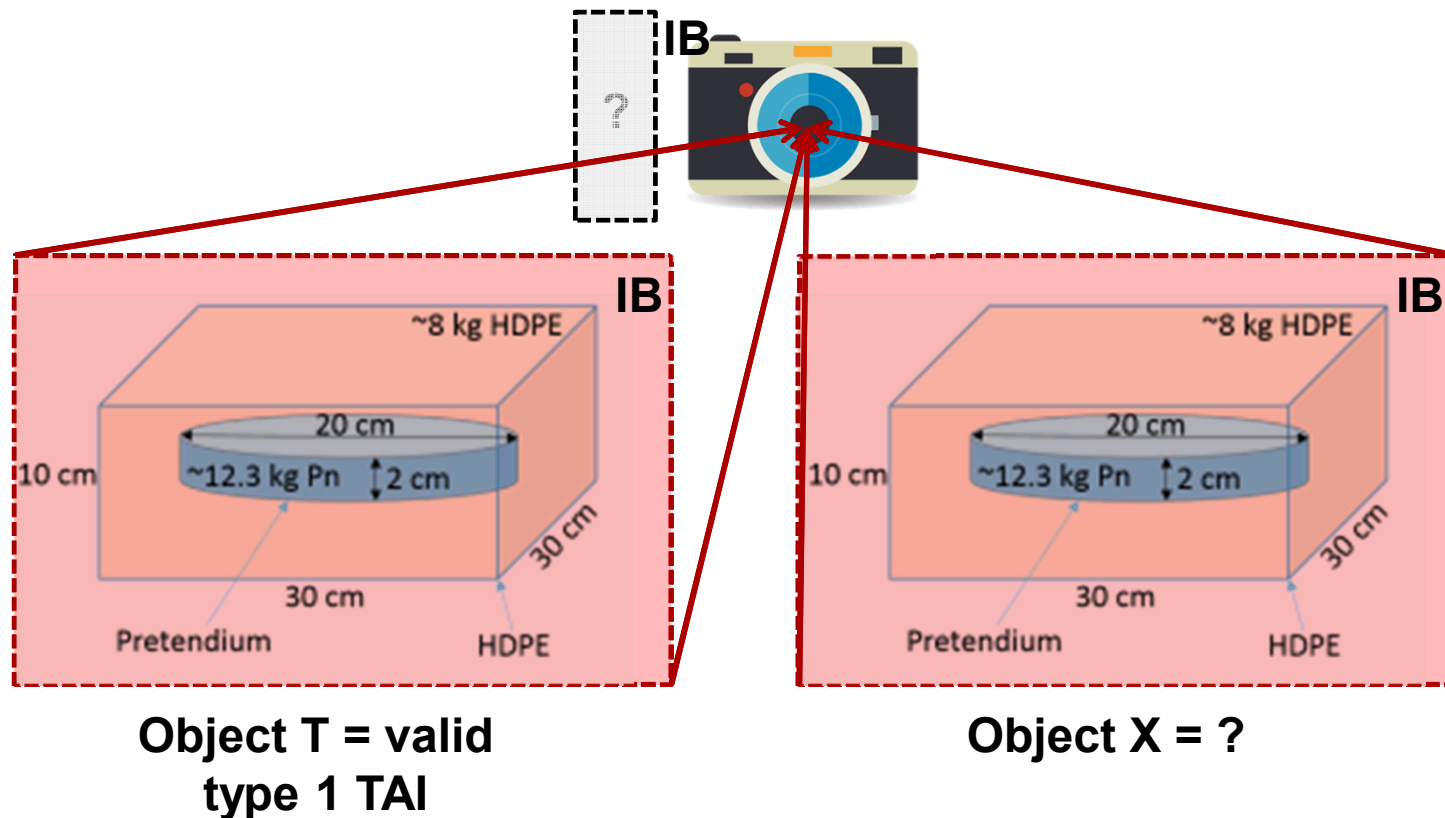 IB
?
IB
~8 kg HDPE
20 cm
~12.3 kg Pn
2 cm
10 cm
30 cm
30 cm
Pretendium
HDPE
IB
~8 kg HDPE
20 cm
~12.3 kg Pn
2 cm
10 cm
30 cm
30 cm
Pretendium
HDPE
Object T = valid
type 1 TAI
Object X = ?